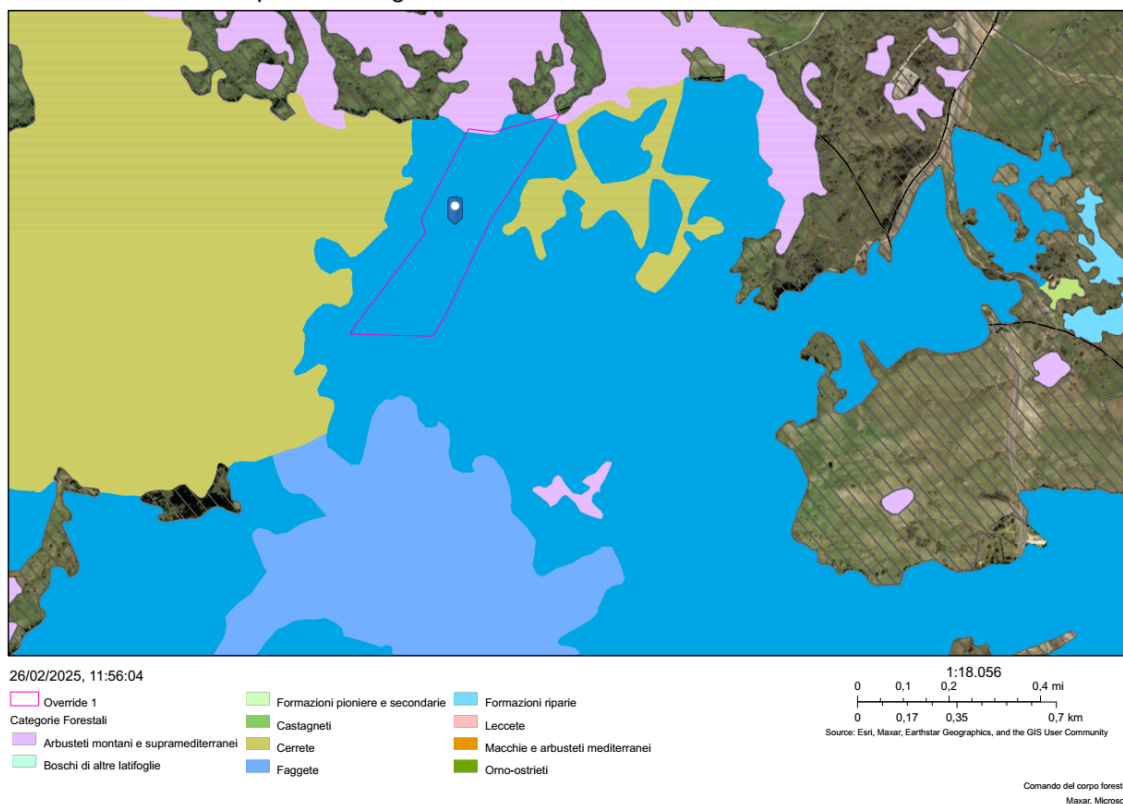 26/02/2025, 11:56:04
Override 1
Categorie Forestali
Arbusteti montani e supramediterranei
Boschi di altre latifoglie
Formazioni pioniere e secondarie
Castagneti
Cerrete
Faggete
Formazioni riparie
Leccete
Macchie e arbusteti mediterranei
Orno-ostrieti
1:18.056
0 0,1 0,2 0,4 mi
0 0,17 0,35 0,7 km
Source: Esri, Maxar, Earthstar Geographics, and the GIS User Community
Comando del corpo forest
Maxar, Microso